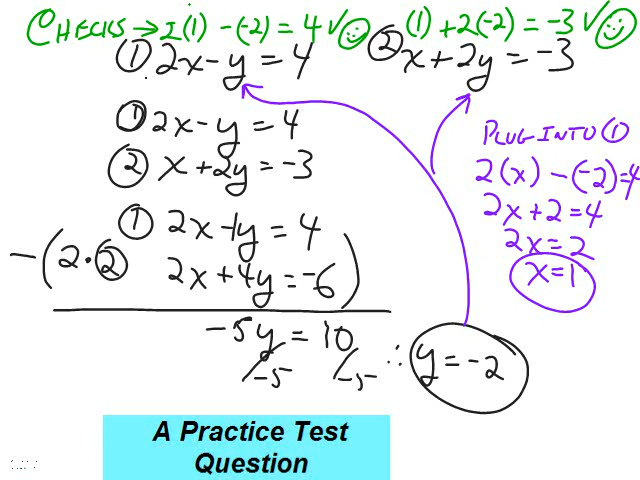 CHECKS → 2(1) -(-2) = 4 ✓ (1) + 2(-2) = -3 ✓
① 2x - y = 4 ② x + 2y = -3
① 2x - y = 4
② x + 2y = -3
① 2x - 1y = 4
-(2·② 2x + 4y = -6)
-5y = 10
-5 -5
∴ y = -2
PLUG INTO ①
2(x) - (-2) = 4
2x + 2 = 4
2x = 2
x = 1
A Practice Test
Question